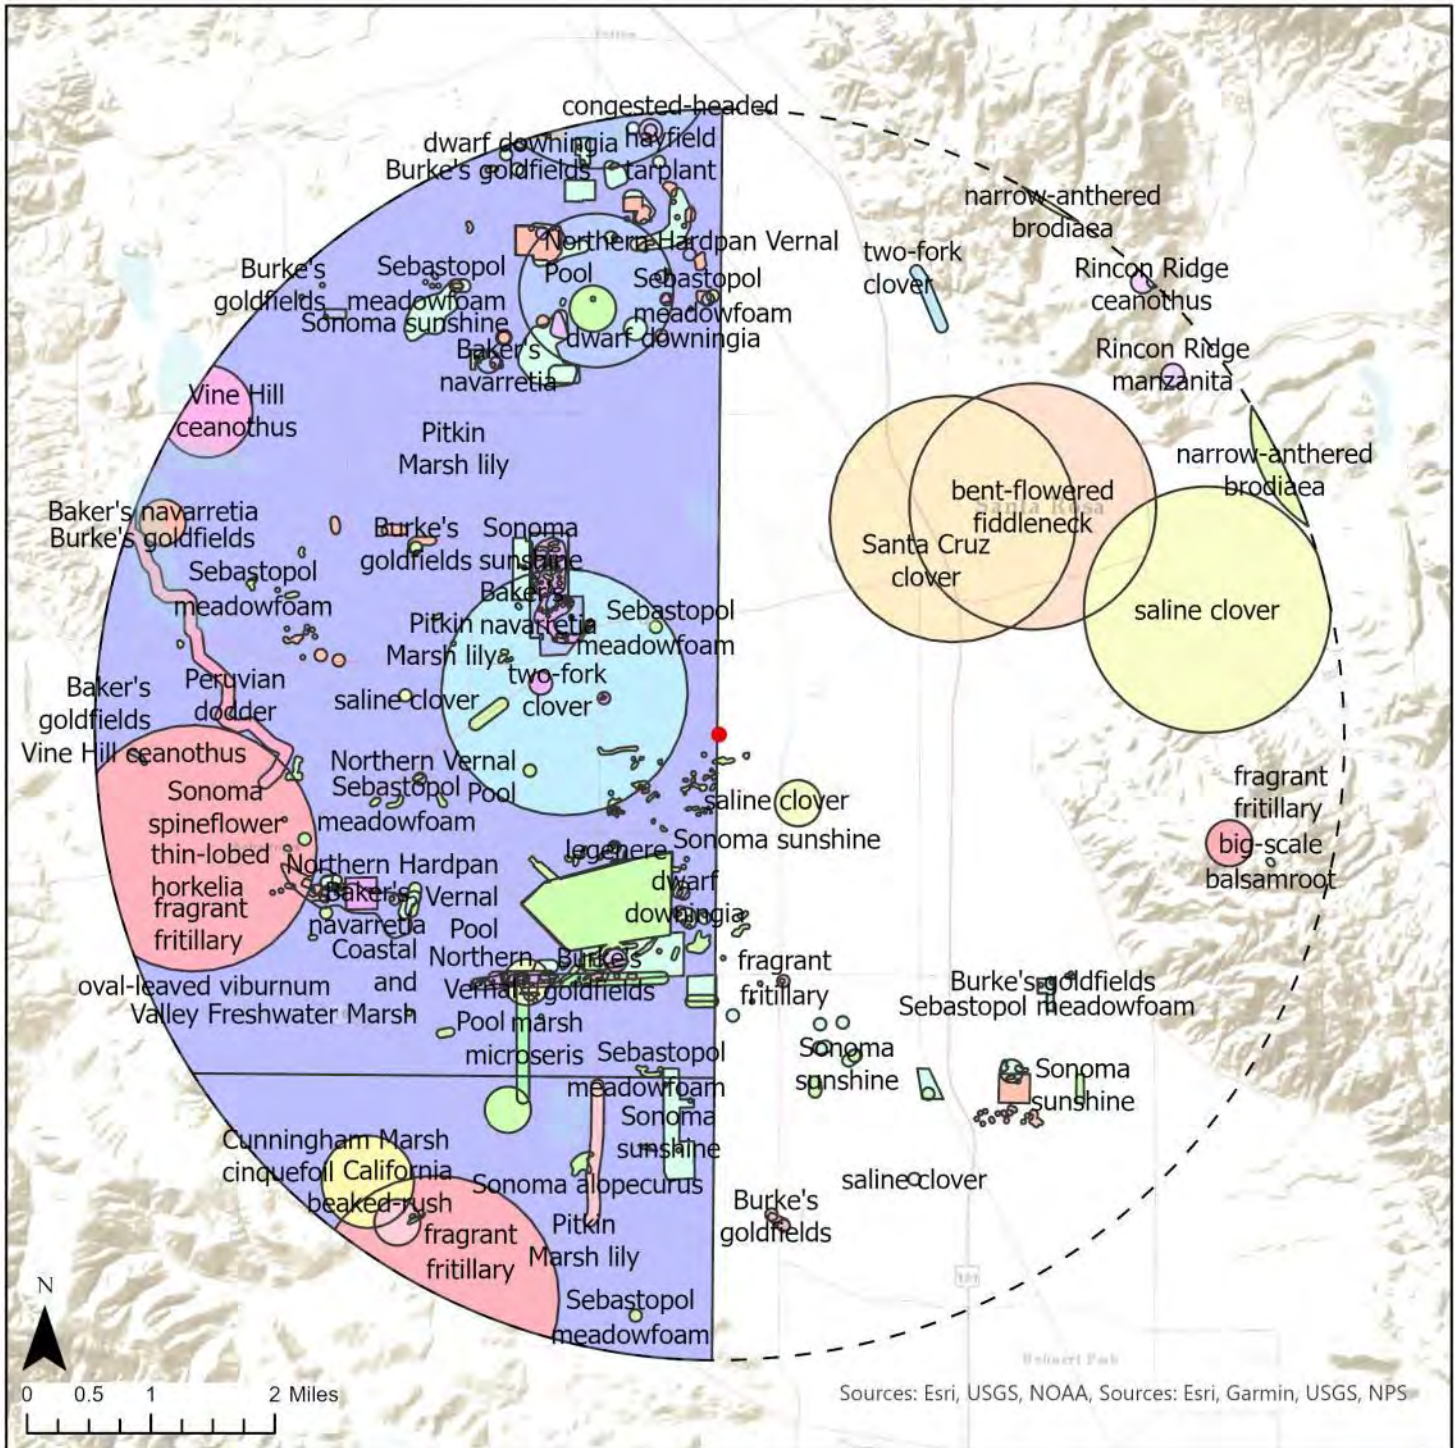 Fulton
congested-headed
hayfield
tarplant
dwarf downingia
Burke's goldfields
narrow-anthered
brodiaea
Northern Hardpan Vernal
Pool
two-fork
clover
Rincon Ridge
ceanothus
Burke's
goldfields
Sebastopol
meadowfoam
Sebastopol
meadowfoam
Sonoma sunshine
dwarf downingia
Baker's
navarretia
Rincon Ridge
manzanita
Vine Hill
ceanothus
Pitkin
Marsh lily
narrow-anthered
brodiaea
bent-flowered
fiddleneck
Santa Rosa
Baker's navarretia
Burke's goldfields
Burke's
goldfields
Sonoma
sunshine
Santa Cruz
clover
Sebastopol
meadowfoam
Baker's
navarretia
Pitkin
Marsh lily
Sebastopol
meadowfoam
saline clover
Baker's
goldfields
Peruvian
dodder
saline clover
two-fork
clover
Vine Hill ceanothus
Northern Vernal
Pool
Sebastopol
meadowfoam
saline clover
fragrant
fritillary
Sonoma
spineflower
thin-lobed
horkelia
fragrant
fritillary
legenere
Sonoma sunshine
big-scale
balsamroot
Northern Hardpan
Vernal
Pool
Baker's
navarretia
dwarf
downingia
Coastal
and
Valley Freshwater Marsh
Northern
Vernal
Pool
Burke's
goldfields
fragrant
fritillary
oval-leaved viburnum
Burke's goldfields
Sebastopol meadowfoam
marsh
microseris
Sebastopol
meadowfoam
Sonoma
sunshine
Sonoma
sunshine
Sonoma
sunshine
Cunningham Marsh
cinquefoil
California
beaked-rush
Sonoma alopecurus
saline clover
Burke's
goldfields
fragrant
fritillary
Pitkin
Marsh lily
Sebastopol
meadowfoam
101
Rohnert Park
N
0 0.5 1 2 Miles
Sources: Esri, USGS, NOAA, Sources: Esri, Garmin, USGS, NPS